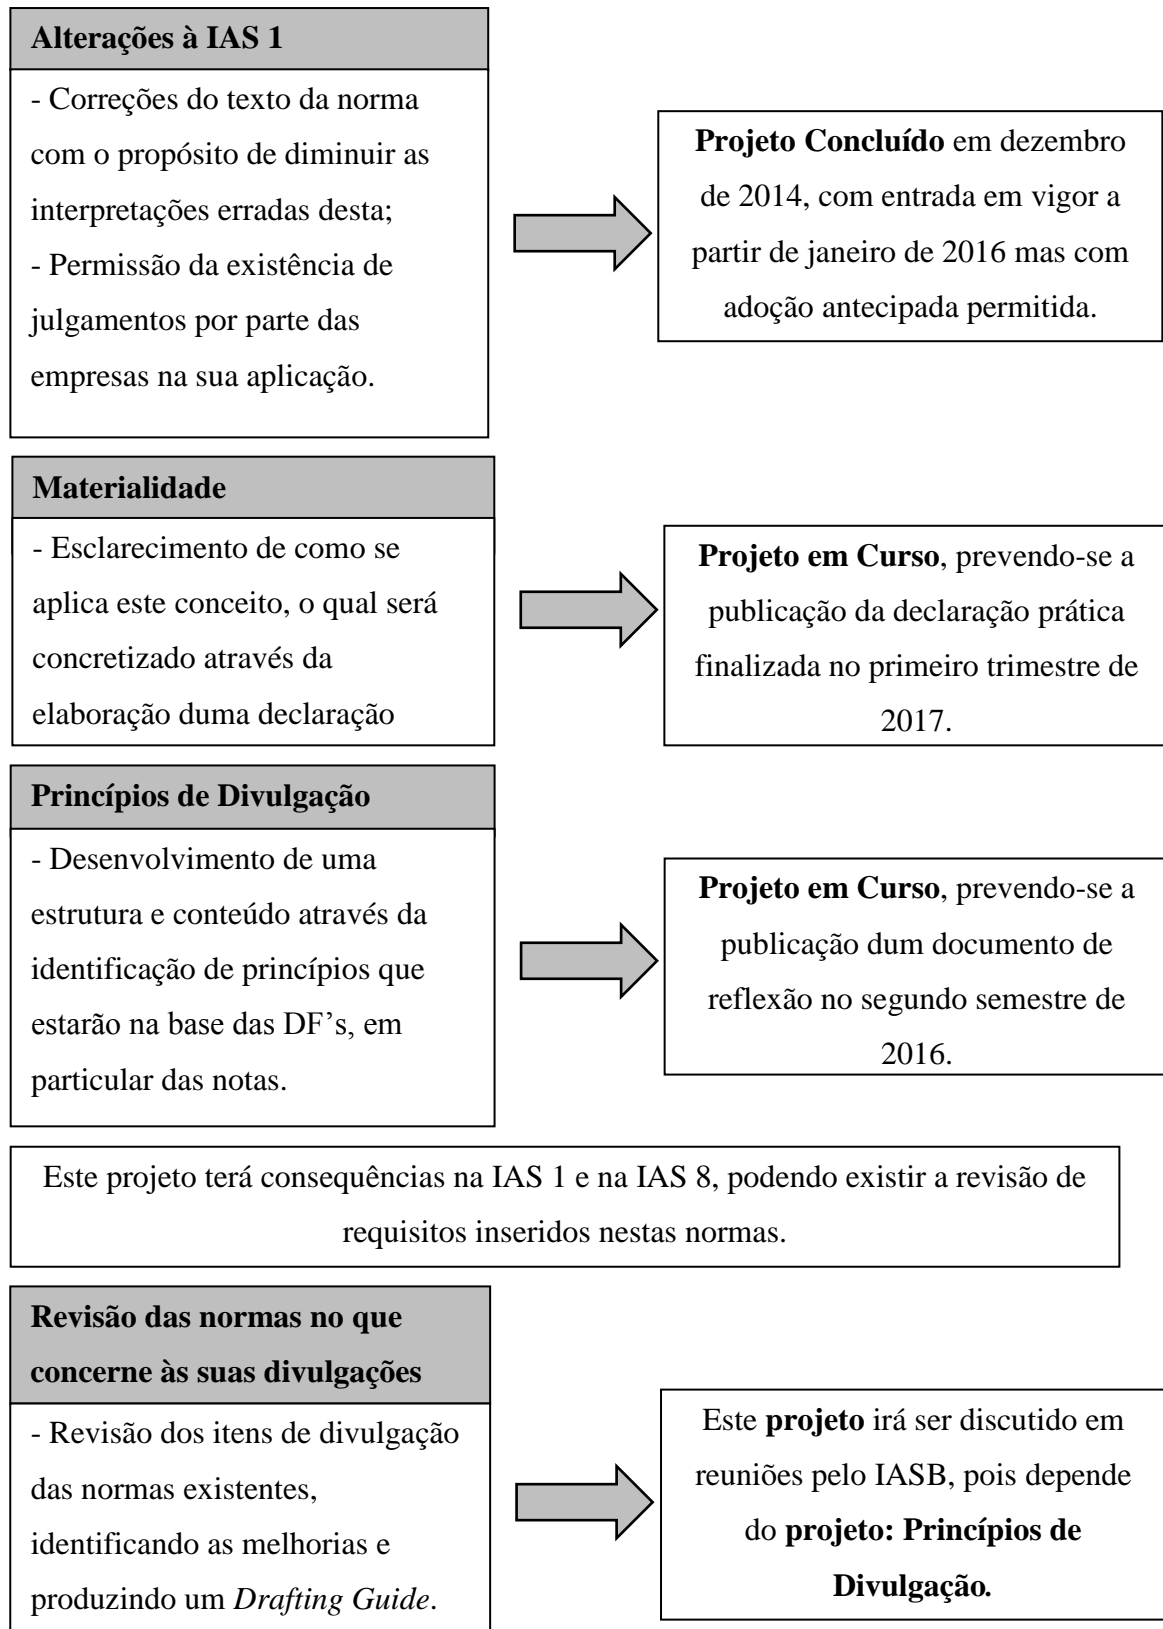 Alterações à IAS 1
- Correções do texto da norma
com o propósito de diminuir as
interpretações erradas desta;
- Permissão da existência de
julgamentos por parte das
empresas na sua aplicação.
Projeto Concluído em dezembro
de 2014, com entrada em vigor a
partir de janeiro de 2016 mas com
adoção antecipada permitida.
Materialidade
- Esclarecimento de como se
aplica este conceito, o qual será
concretizado através da
elaboração duma declaração
Projeto em Curso, prevendo-se a
publicação da declaração prática
finalizada no primeiro trimestre de
2017.
Princípios de Divulgação
- Desenvolvimento de uma
estrutura e conteúdo através da
identificação de princípios que
estarão na base das DF’s, em
particular das notas.
Projeto em Curso, prevendo-se a
publicação dum documento de
reflexão no segundo semestre de
2016.
Este projeto terá consequências na IAS 1 e na IAS 8, podendo existir a revisão de
requisitos inseridos nestas normas.
Revisão das normas no que
concerne às suas divulgações
- Revisão dos itens de divulgação
das normas existentes,
identificando as melhorias e
produzindo um Drafting Guide.
Este projeto irá ser discutido em
reuniões pelo IASB, pois depende
do projeto: Princípios de
Divulgação.